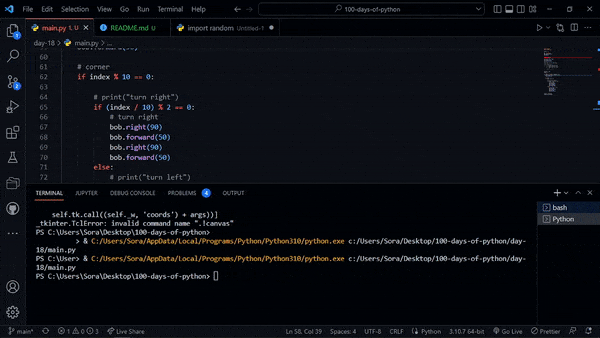 File Edit Selection View Go Run Terminal Help
100-days-of-python
main.py 1, U
README.md U
import random Untitled-1
day-18 > main.py > ...
60
61 # corner
62 if index % 10 == 0:
63
64 # print("turn right")
65 if (index / 10) % 2 == 0:
66 # turn right
67 bob.right(90)
68 bob.forward(50)
69 bob.right(90)
70 bob.forward(50)
71 else:
72 # print("turn left")
TERMINAL JUPYTER DEBUG CONSOLE PROBLEMS 4 OUTPUT
self.tk.call((self._w, 'coords') + args))]
_tkinter.TclError: invalid command name ".!canvas"
PS C:\Users\Sora\Desktop\100-days-of-python>
> & C:/Users/Sora/AppData/Local/Programs/Python/Python310/python.exe c:/Users/Sora/Desktop/100-days-of-python/day-
18/main.py
PS C:\User> & C:/Users/Sora/AppData/Local/Programs/Python/Python310/python.exe c:/Users/Sora/Desktop/100-days-of-python/day-
18/main.py
PS C:\Users\Sora\Desktop\100-days-of-python>
bash
Python
main* 1 0 3 Live Share
Ln 58, Col 39 Spaces: 4 UTF-8 CRLF Python 3.10.7 64-bit Go Live Prettier